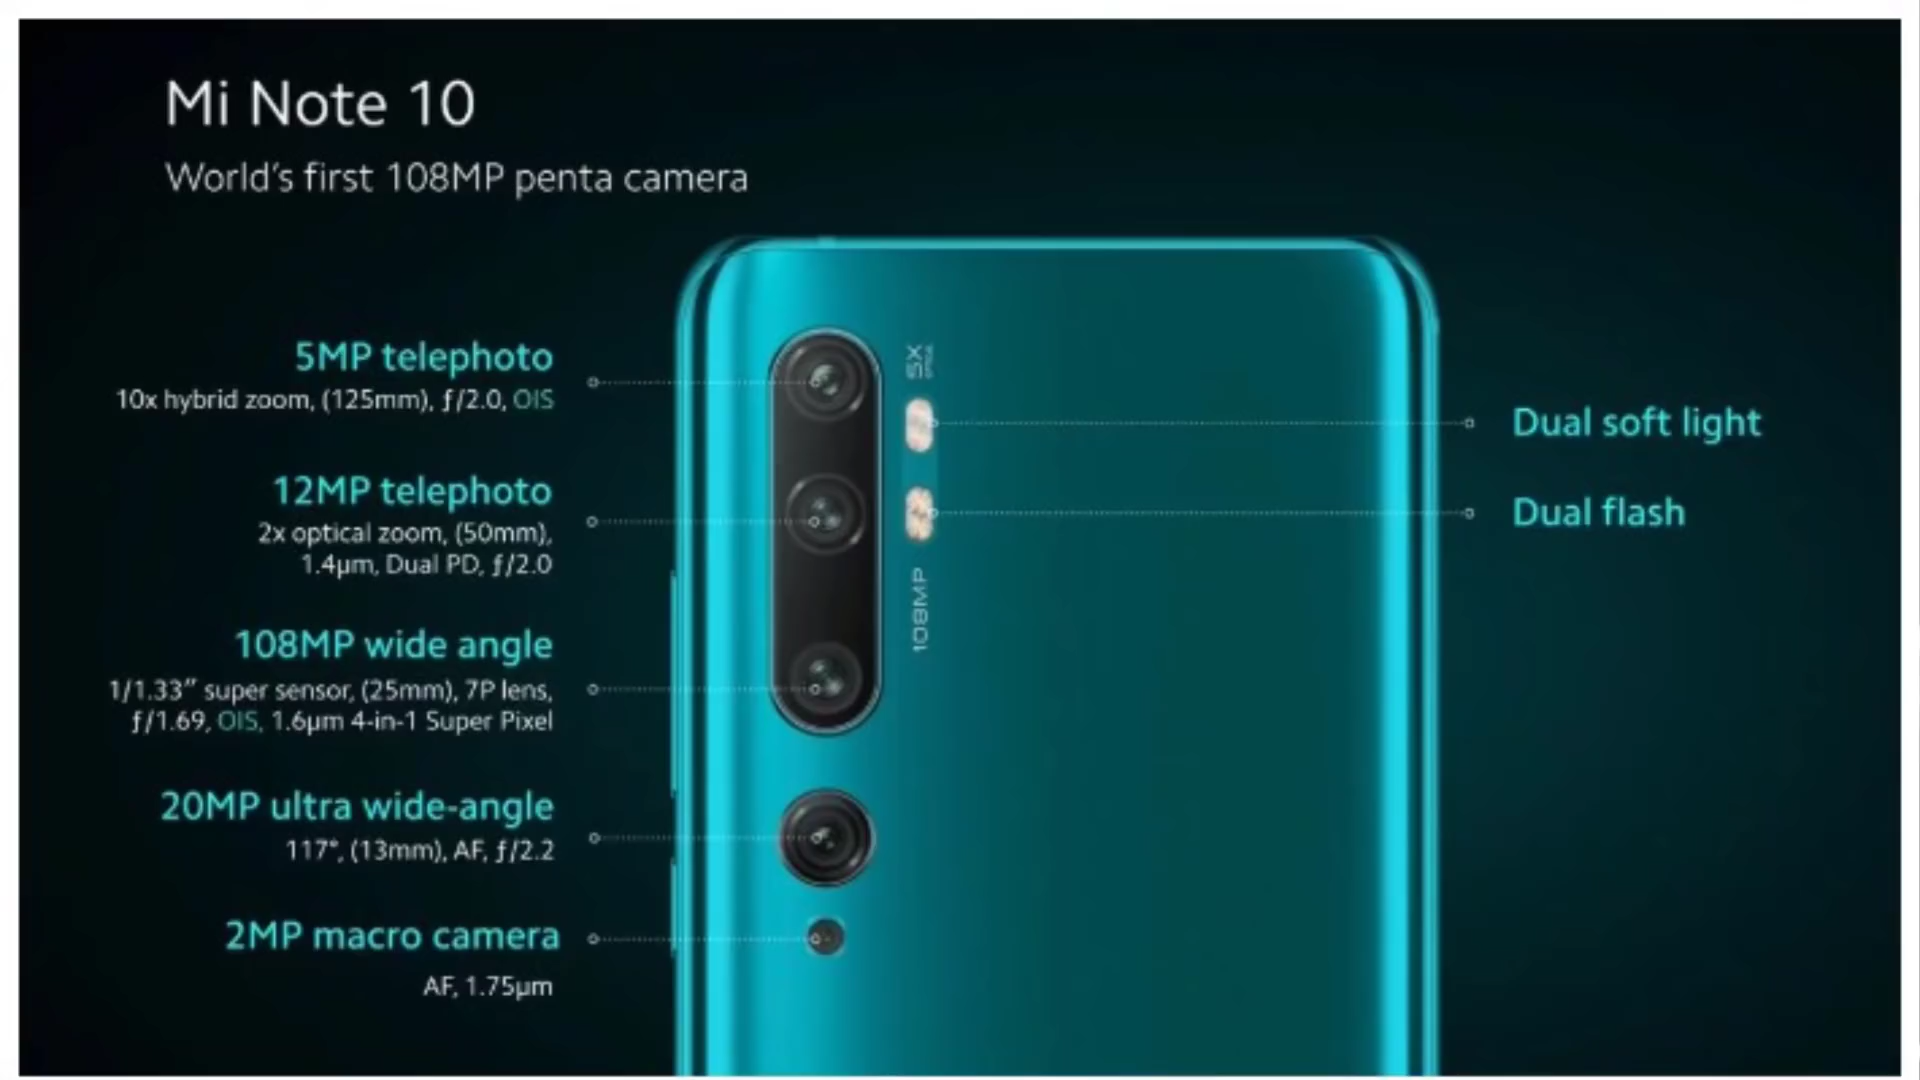 Mi Note 10
World's first 108MP penta camera
5MP telephoto
10x hybrid zoom, (125mm), ƒ/2.0, OIS
12MP telephoto
2x optical zoom, (50mm),
1.4µm, Dual PD, ƒ/2.0
108MP wide angle
1/1.33″ super sensor, (25mm), 7P lens,
ƒ/1.69, OIS, 1.6µm 4-in-1 Super Pixel
20MP ultra wide-angle
117°, (13mm), AF, ƒ/2.2
2MP macro camera
AF, 1.75µm
5X
OPTICAL
108MP
Dual soft light
Dual flash